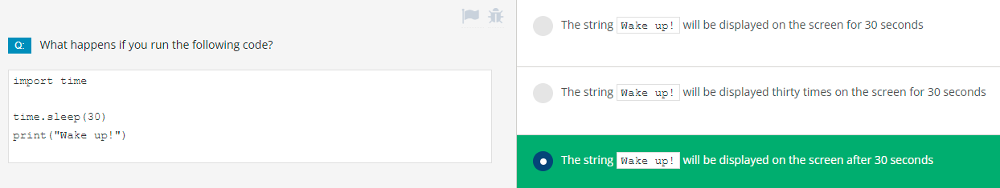 Q: What happens if you run the following code?
import time
time.sleep(30)
print("Wake up!")
The string Wake up! will be displayed on the screen for 30 seconds
The string Wake up! will be displayed thirty times on the screen for 30 seconds
The string Wake up! will be displayed on the screen after 30 seconds